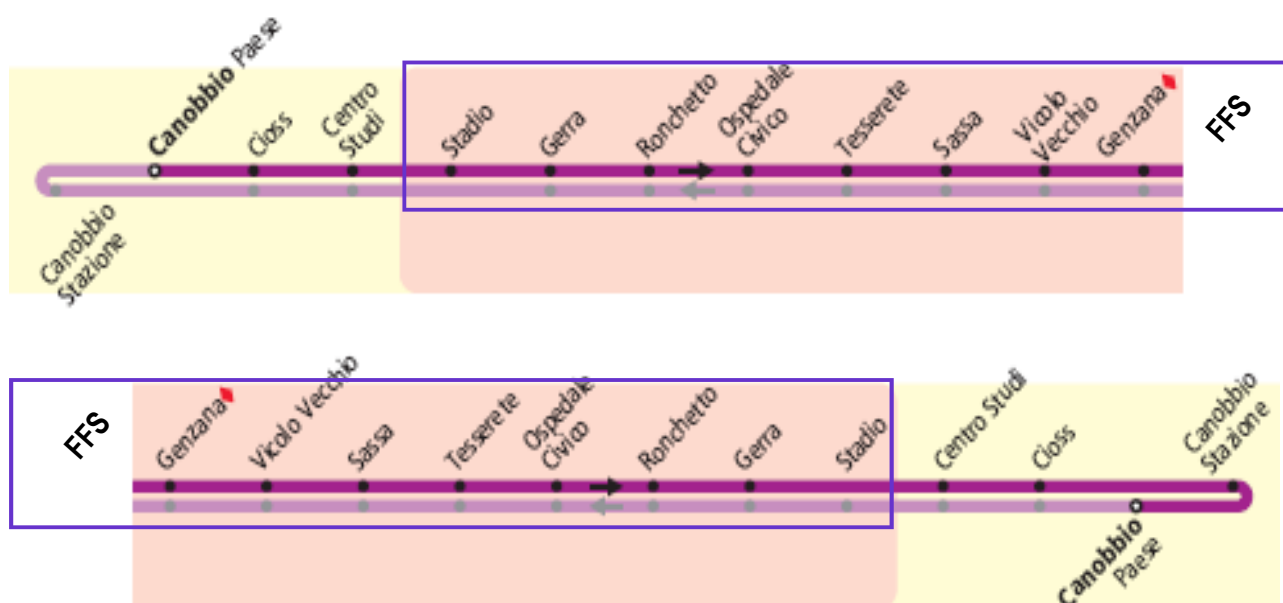 Canobbio Paese
Cioss
Centro
Studi
Stadio
Gerra
Ronchetto
Ospedale
Civico
Tesserete
Sassa
Vicolo
Vecchio
Genzana
FFS
Canobbio
Stazione
FFS
Genzana
Vicolo Vecchio
Sassa
Tesserete
Ospedale
Civico
Ronchetto
Gerra
Stadio
Centro Studi
Cioss
Canobbio
Stazione
Canobbio
Paese